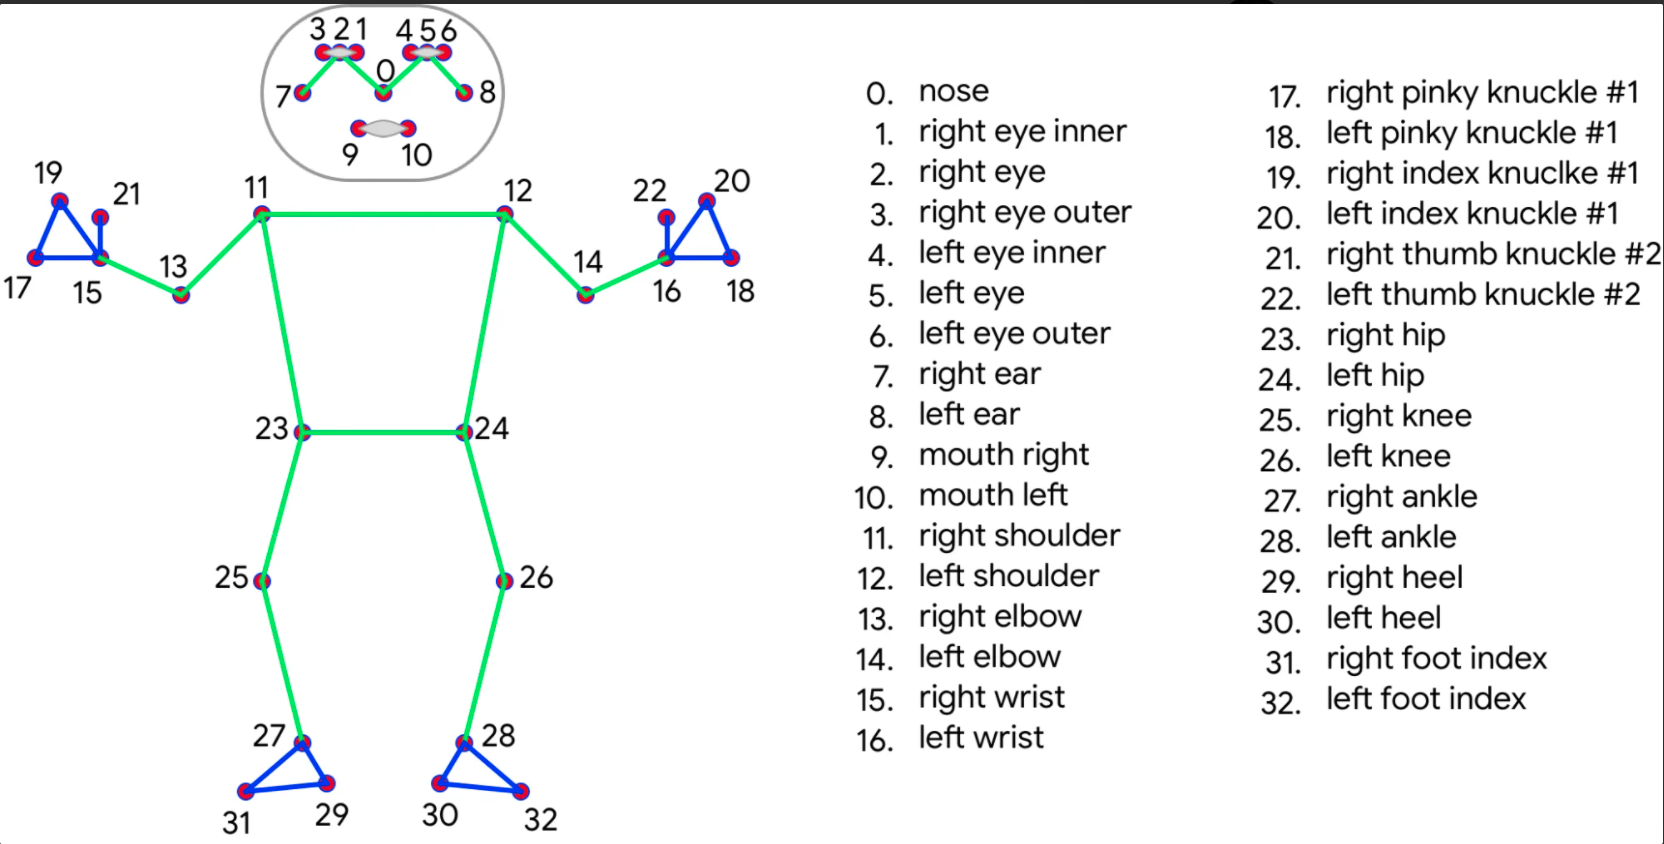 3 2 1 4 5 6
0
7 8
9 10
19 21 11 12 22 20
13 14
17 15 16 18
23 24
25 26
27 28
31 29 30 32
0. nose
1. right eye inner
2. right eye
3. right eye outer
4. left eye inner
5. left eye
6. left eye outer
7. right ear
8. left ear
9. mouth right
10. mouth left
11. right shoulder
12. left shoulder
13. right elbow
14. left elbow
15. right wrist
16. left wrist
17. right pinky knuckle #1
18. left pinky knuckle #1
19. right index knuclke #1
20. left index knuckle #1
21. right thumb knuckle #2
22. left thumb knuckle #2
23. right hip
24. left hip
25. right knee
26. left knee
27. right ankle
28. left ankle
29. right heel
30. left heel
31. right foot index
32. left foot index